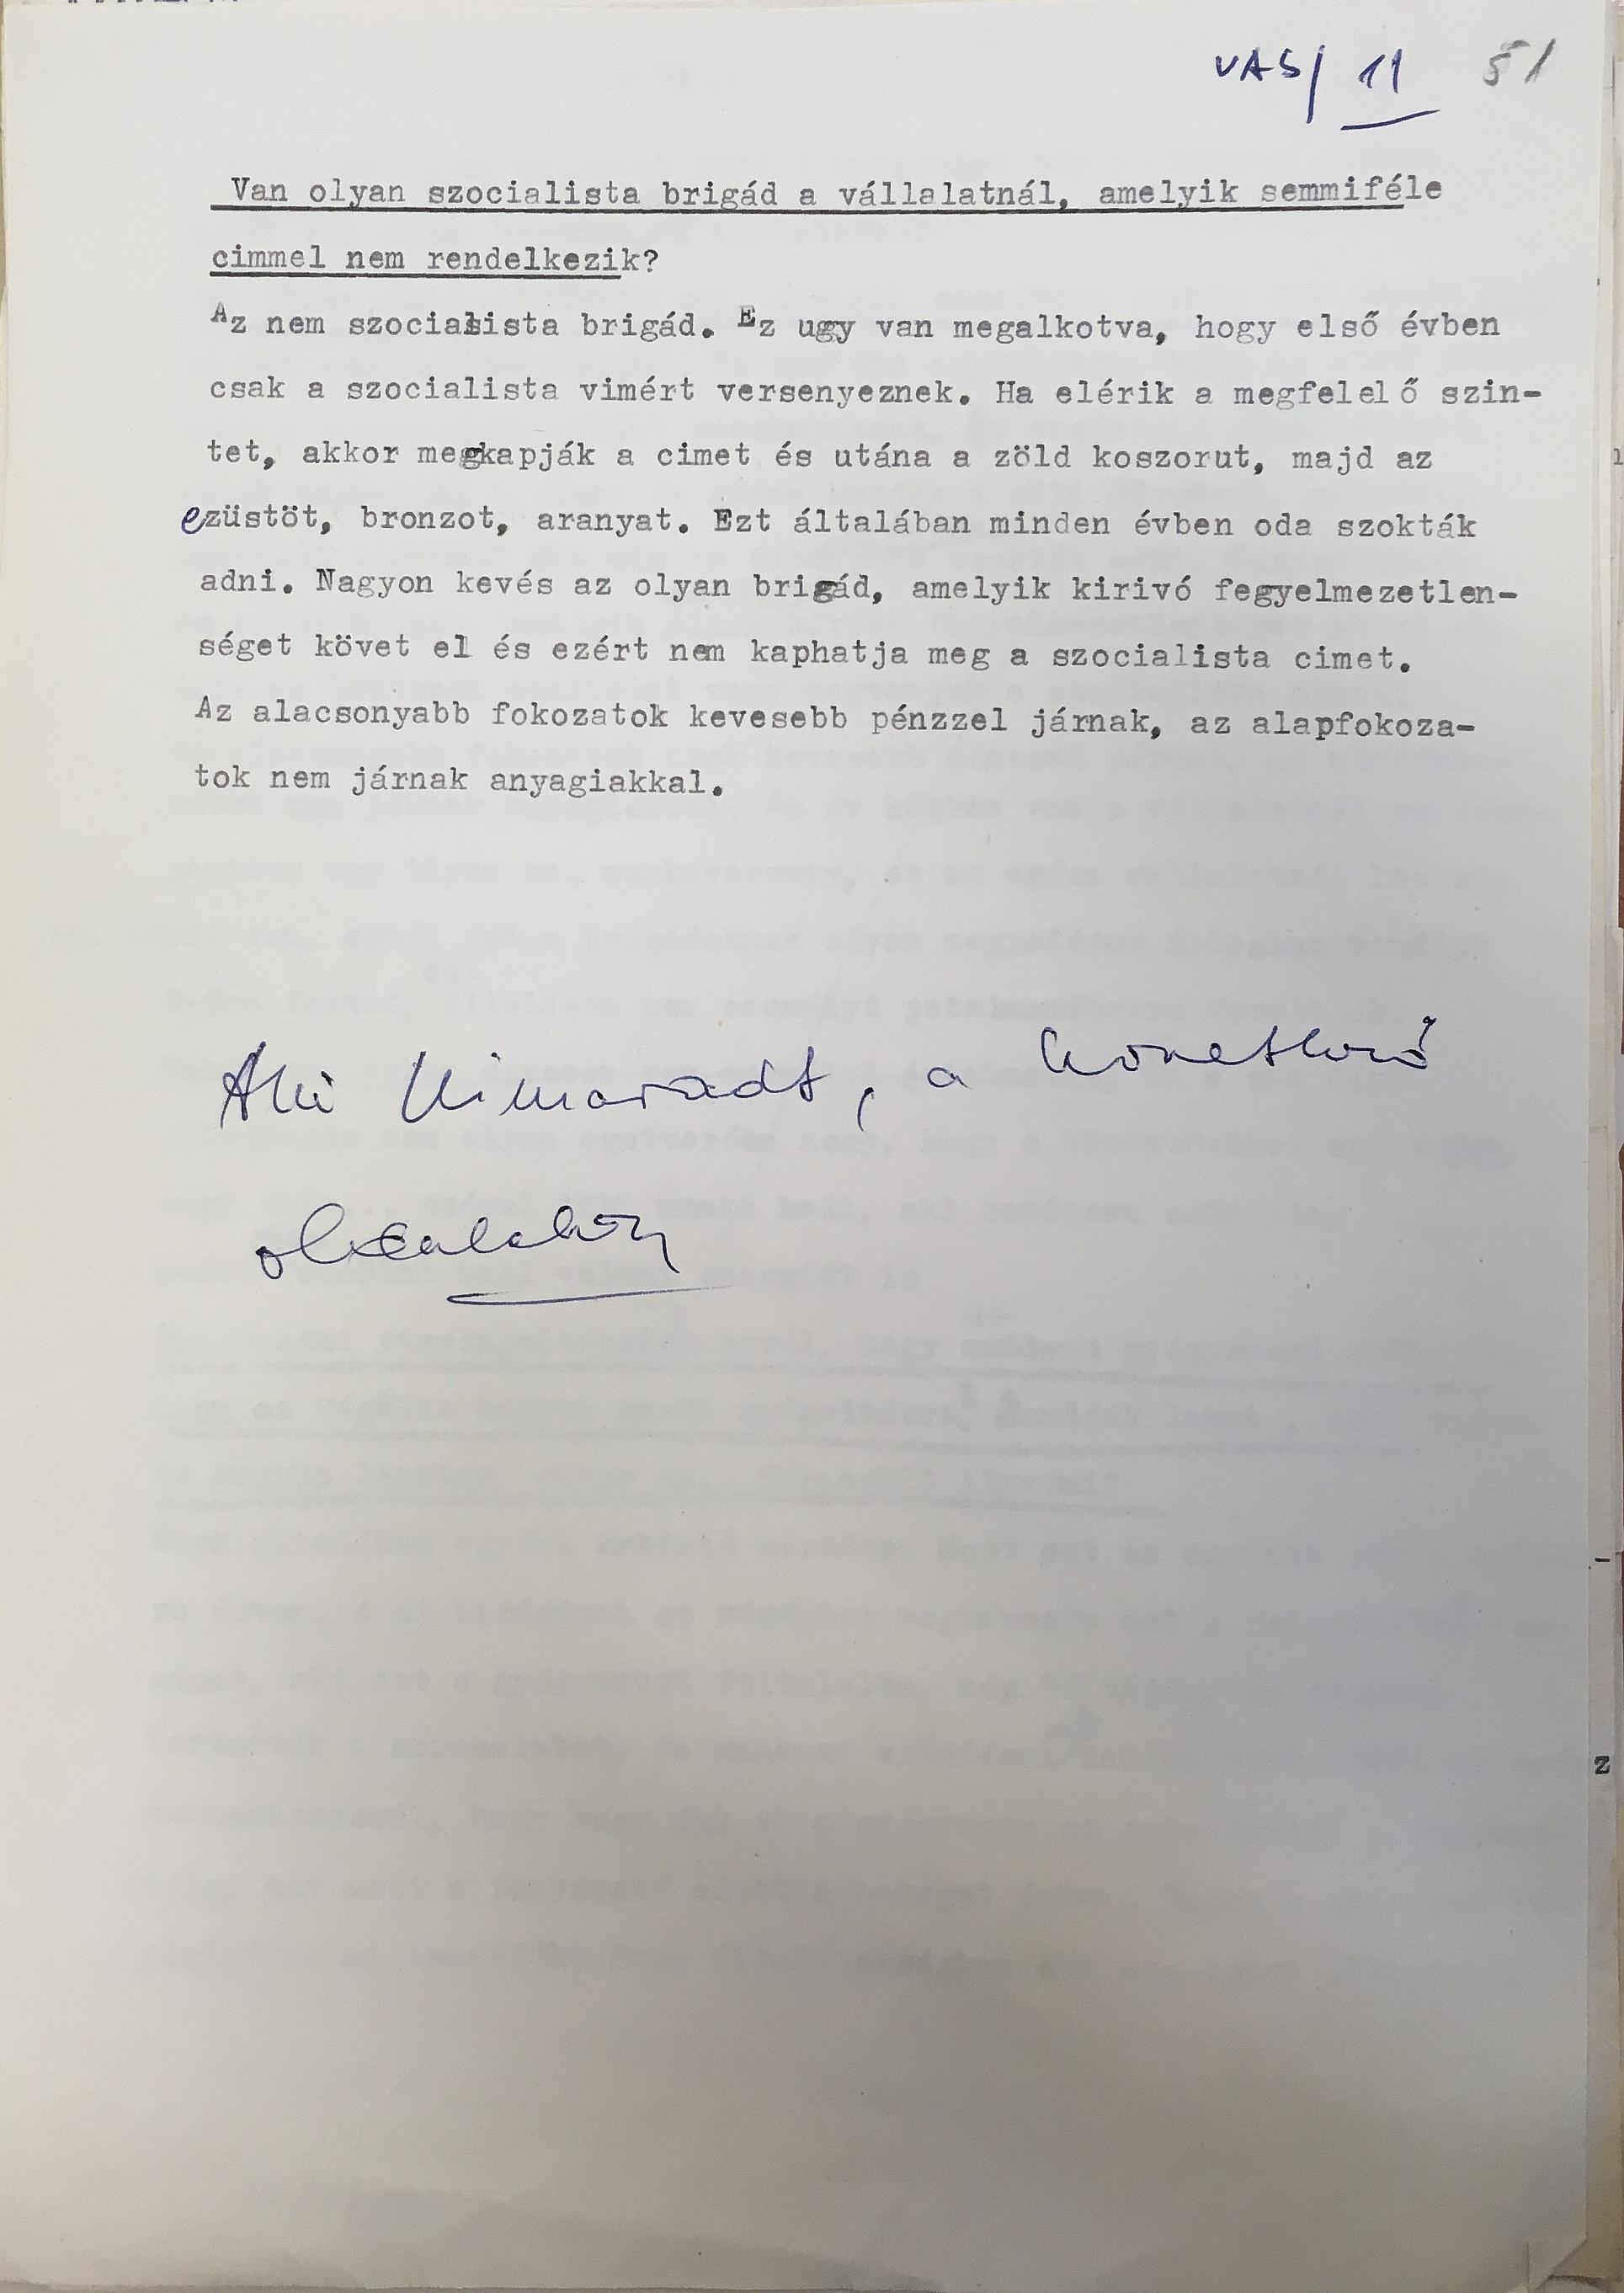 VAS/ 11 51
Van olyan szocialista brigád a vállalatnál, amelyik semmiféle
cimmel nem rendelkezik?
Az nem szocialista brigád. Ez ugy van megalkotva, hogy első évben
csak a szocialista vimért versenyeznek. Ha elérik a megfelelő szin-
tet, akkor megkapják a cimet és utána a zöld koszorut, majd az
ezüstöt, bronzot, aranyat. Ezt általában minden évben oda szokták
adni. Nagyon kevés az olyan brigád, amelyik kirivó fegyelmezetlen-
séget követ el és ezért nem kaphatja meg a szocialista cimet.
Az alacsonyabb fokozatok kevesebb pénzzel járnak, az alapfokoza-
tok nem járnak anyagiakkal.
Aki kimaradt, a következő
oldalakon